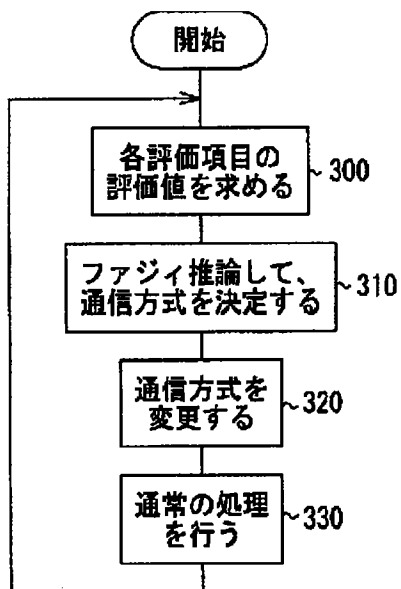 開始
各評価項目の
評価値を求める
300
ファジィ推論して、
通信方式を決定する
310
通信方式を
変更する
320
通常の処理
を行う
330